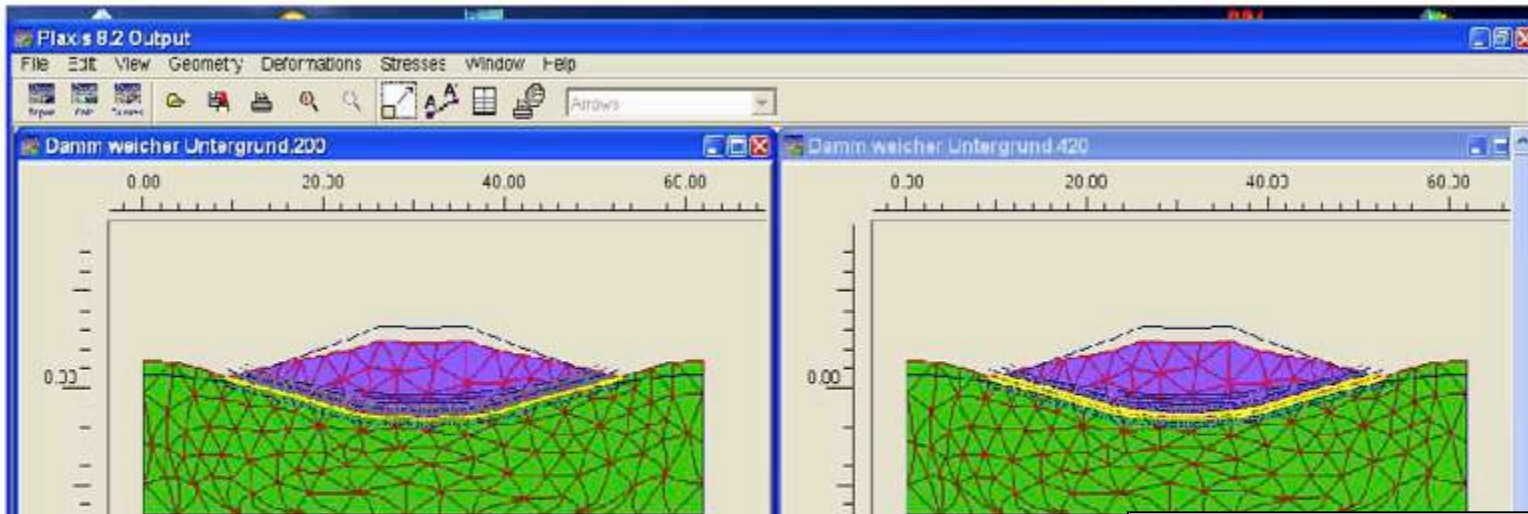 Plaxis 8.2 Output
File Edit View Geometry Deformations Stresses Window Help
Arrows
Damm weicher Untergrund.200
Damm weicher Untergrund.420
0.00 20.00 40.00 60.00
0.00 20.00 40.00 60.00
0.00
0.00